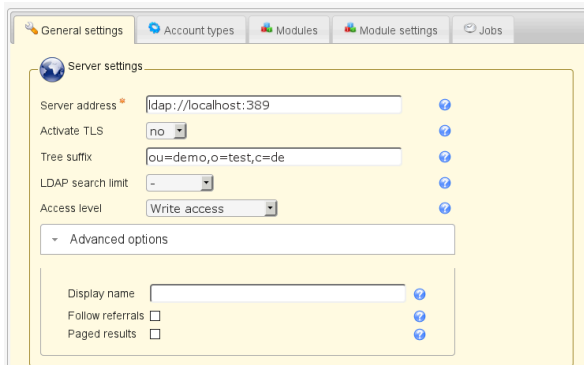 General settings
Account types
Modules
Module settings
Jobs
Server settings
Server address *
ldap://localhost:389
Activate TLS
no
Tree suffix
ou=demo,o=test,c=de
LDAP search limit
-
Access level
Write access
Advanced options
Display name
Follow referrals
Paged results